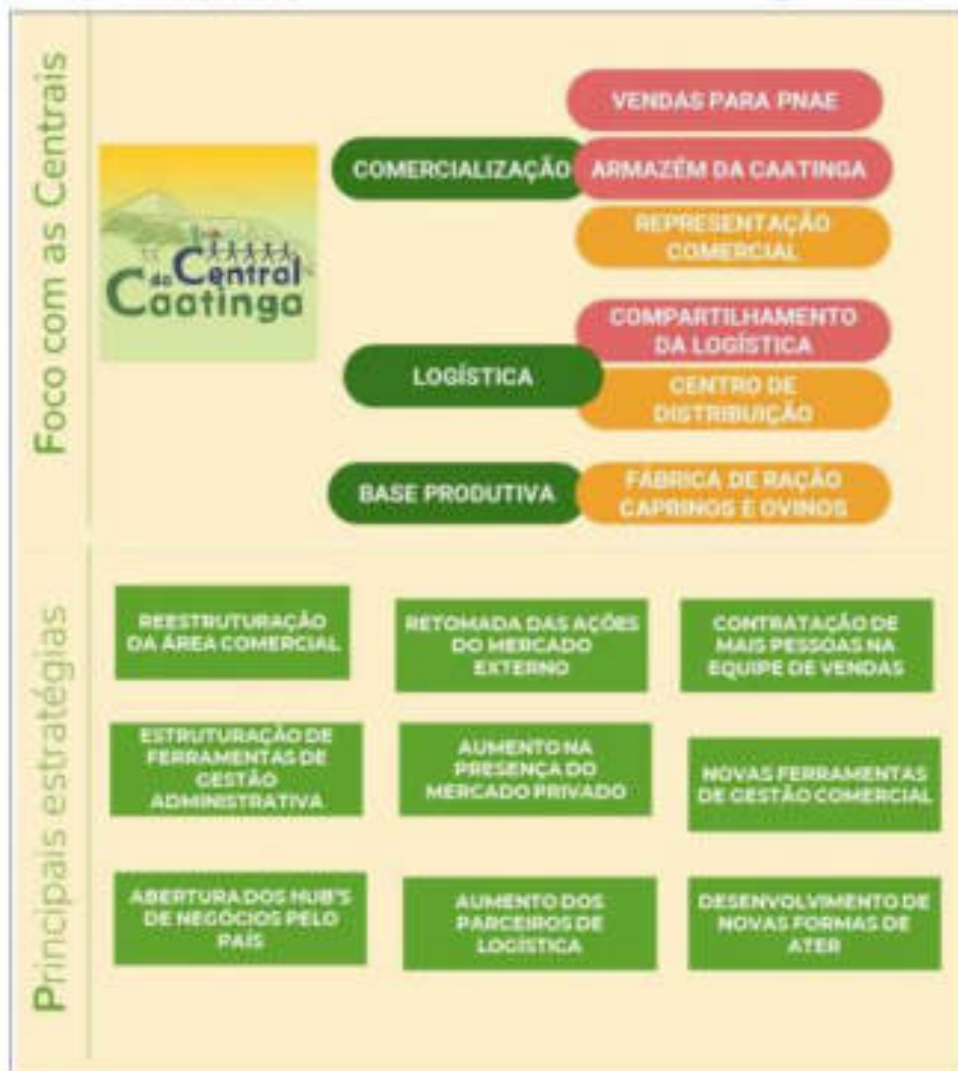 Foco com as Centrais
Central
da
Caatinga
COMERCIALIZAÇÃO
VENDAS PARA PNAE
ARMAZÉM DA CAATINGA
REPRESENTAÇÃO
COMERCIAL
LOGÍSTICA
COMPARTILHAMENTO
DA LOGÍSTICA
CENTRO DE
DISTRIBUIÇÃO
BASE PRODUTIVA
FÁBRICA DE RAÇÃO
CAPRINOS E OVINOS
Principais estratégias
REESTRUTURAÇÃO
DA ÁREA COMERCIAL
RETOMADA DAS AÇÕES
DO MERCADO
EXTERNO
CONTRATAÇÃO DE
MAIS PESSOAS NA
EQUIPE DE VENDAS
ESTRUTURAÇÃO DE
FERRAMENTAS DE
GESTÃO
ADMINISTRATIVA
AUMENTO NA
PRESENÇA DO
MERCADO PRIVADO
NOVAS FERRAMENTAS
DE GESTÃO COMERCIAL
ABERTURA DOS HUB'S
DE NEGÓCIOS PELO
PAÍS
AUMENTO DOS
PARCEIROS DE
LOGÍSTICA
DESENVOLVIMENTO DE
NOVAS FORMAS DE
ATER